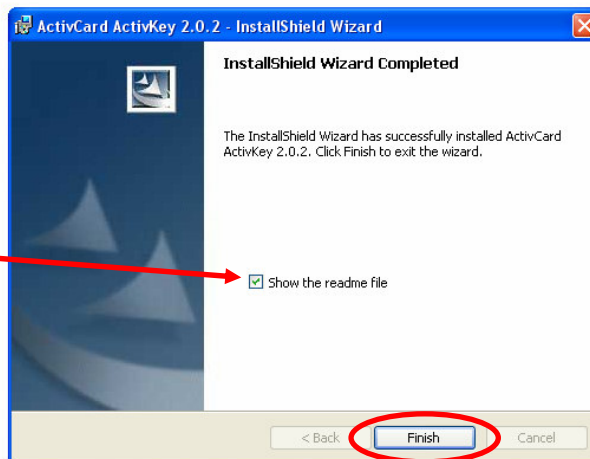 ActivCard ActivKey 2.0.2 - InstallShield Wizard
InstallShield Wizard Completed
The InstallShield Wizard has successfully installed ActivCard
ActivKey 2.0.2. Click Finish to exit the wizard.
Show the readme file
< Back Finish Cancel